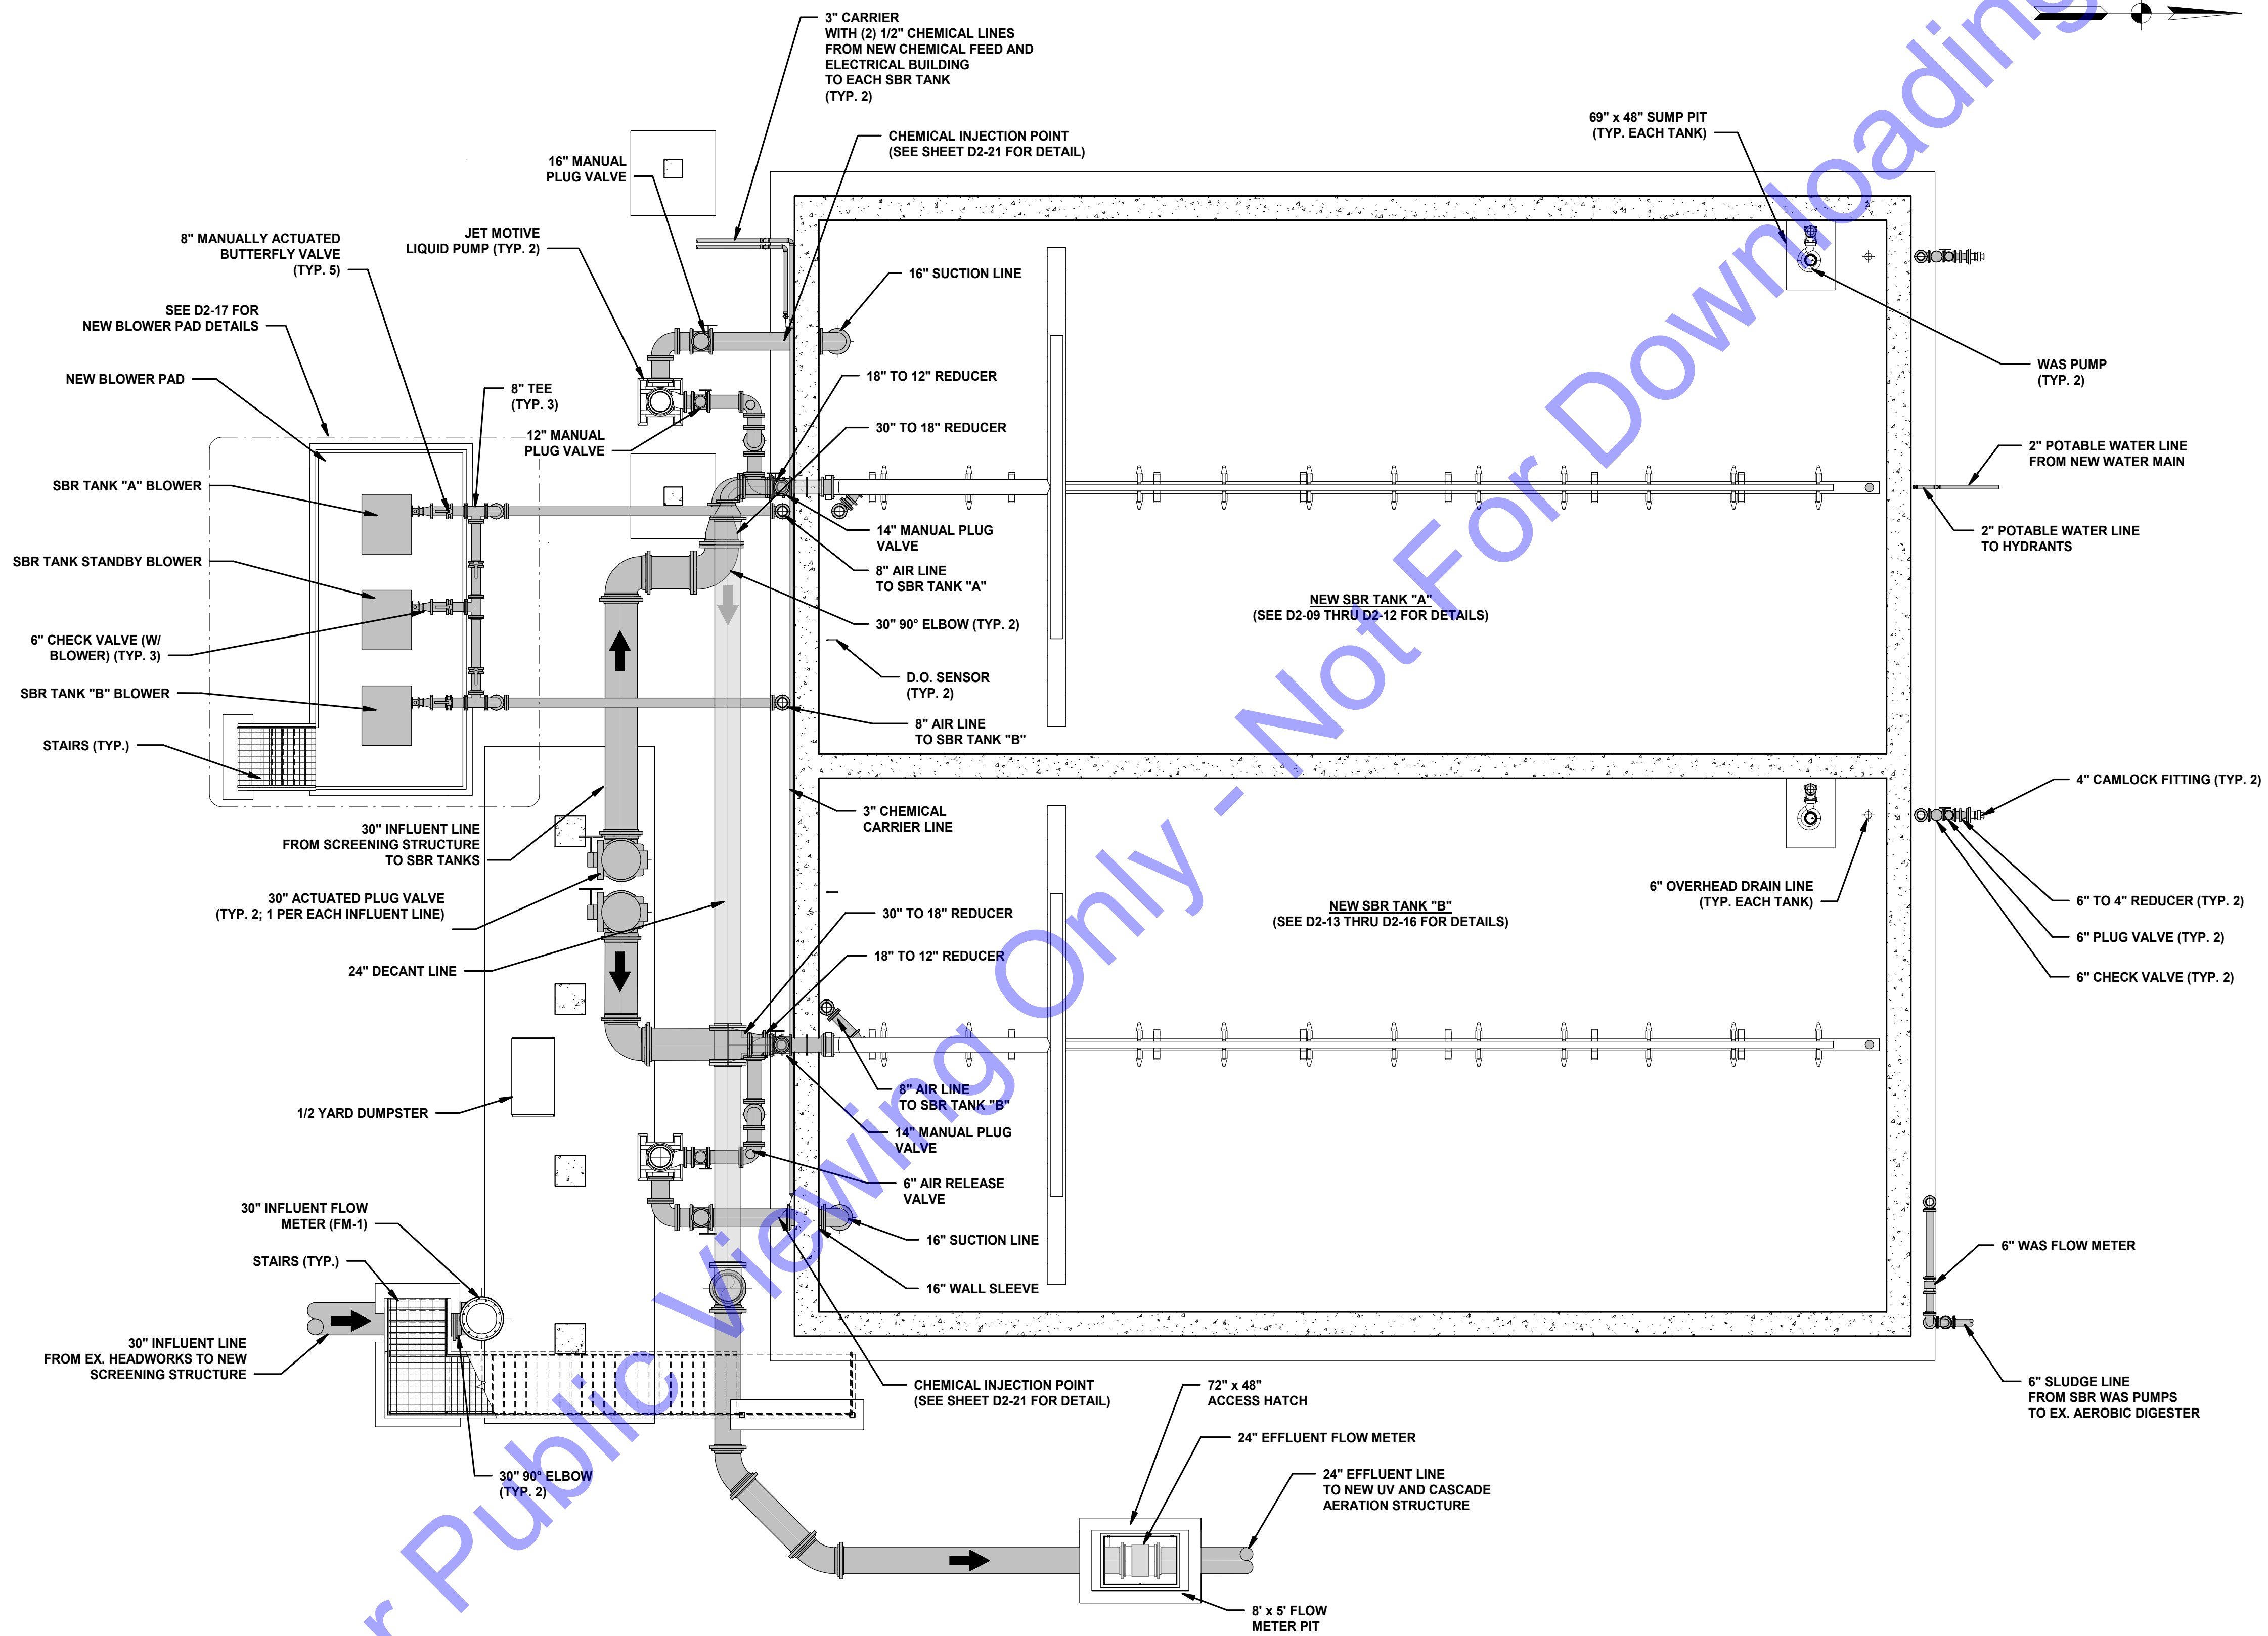 3" CARRIER
WITH (2) 1/2" CHEMICAL LINES
FROM NEW CHEMICAL FEED AND
ELECTRICAL BUILDING
TO EACH SBR TANK
(TYP. 2)
CHEMICAL INJECTION POINT
(SEE SHEET D2-21 FOR DETAIL)
69" x 48" SUMP PIT
(TYP. EACH TANK)
16" MANUAL
PLUG VALVE
JET MOTIVE
LIQUID PUMP (TYP. 2)
8" MANUALLY ACTUATED
BUTTERFLY VALVE
(TYP. 5)
16" SUCTION LINE
SEE D2-17 FOR
NEW BLOWER PAD DETAILS
NEW BLOWER PAD
8" TEE
(TYP. 3)
18" TO 12" REDUCER
WAS PUMP
(TYP. 2)
30" TO 18" REDUCER
12" MANUAL
PLUG VALVE
2" POTABLE WATER LINE
FROM NEW WATER MAIN
SBR TANK "A" BLOWER
14" MANUAL PLUG
VALVE
2" POTABLE WATER LINE
TO HYDRANTS
SBR TANK STANDBY BLOWER
8" AIR LINE
TO SBR TANK "A"
NEW SBR TANK "A"
(SEE D2-09 THRU D2-12 FOR DETAILS)
30" 90° ELBOW (TYP. 2)
6" CHECK VALVE (W/
BLOWER) (TYP. 3)
D.O. SENSOR
(TYP. 2)
SBR TANK "B" BLOWER
8" AIR LINE
TO SBR TANK "B"
STAIRS (TYP.)
4" CAMLOCK FITTING (TYP. 2)
3" CHEMICAL
CARRIER LINE
30" INFLUENT LINE
FROM SCREENING STRUCTURE
TO SBR TANKS
6" OVERHEAD DRAIN LINE
(TYP. EACH TANK)
30" ACTUATED PLUG VALVE
(TYP. 2; 1 PER EACH INFLUENT LINE)
30" TO 18" REDUCER
NEW SBR TANK "B"
(SEE D2-13 THRU D2-16 FOR DETAILS)
6" TO 4" REDUCER (TYP. 2)
6" PLUG VALVE (TYP. 2)
18" TO 12" REDUCER
24" DECANT LINE
6" CHECK VALVE (TYP. 2)
8" AIR LINE
TO SBR TANK "B"
1/2 YARD DUMPSTER
14" MANUAL PLUG
VALVE
6" AIR RELEASE
VALVE
30" INFLUENT FLOW
METER (FM-1)
16" SUCTION LINE
6" WAS FLOW METER
STAIRS (TYP.)
16" WALL SLEEVE
30" INFLUENT LINE
FROM EX. HEADWORKS TO NEW
SCREENING STRUCTURE
CHEMICAL INJECTION POINT
(SEE SHEET D2-21 FOR DETAIL)
72" x 48"
ACCESS HATCH
6" SLUDGE LINE
FROM SBR WAS PUMPS
TO EX. AEROBIC DIGESTER
24" EFFLUENT FLOW METER
30" 90° ELBOW
(TYP. 2)
24" EFFLUENT LINE
TO NEW UV AND CASCADE
AERATION STRUCTURE
8' x 5' FLOW
METER PIT
r Public Viewing Only - Not For Downloading